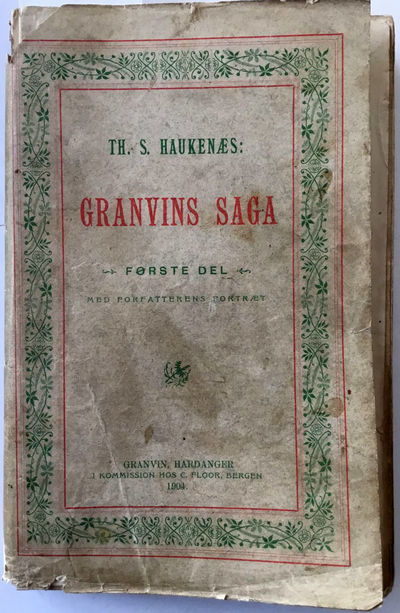 TH. S. HAUKENÆS:
GRANVINS SAGA
FØRSTE DEL
MED FORFATTERENS PORTRÆT
GRANVIN, HARDANGER
I KOMMISSION HOS C. FLOOR, BERGEN
1904.